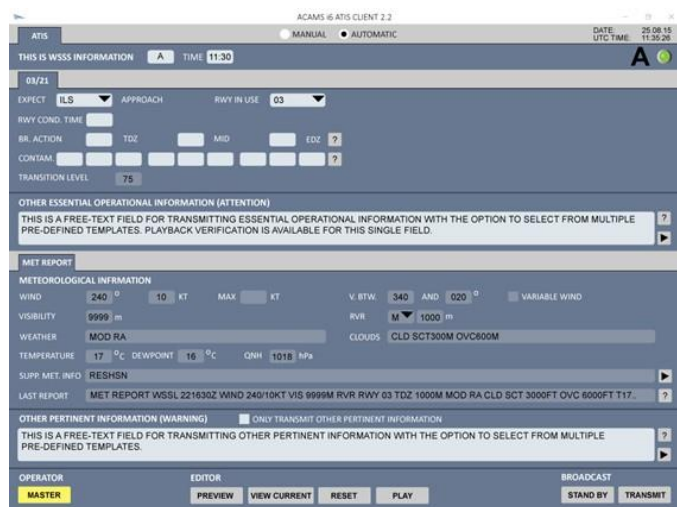 ACAMS i6 ATIS CLIENT 2.2
ATIS MANUAL AUTOMATIC DATE: 25.08.15
UTC TIME: 11:35:26
THIS IS WSSS INFORMATION A TIME 11:30 A
03/21
EXPECT ILS APPROACH RWY IN USE 03
RWY COND. TIME
BR. ACTION TDZ MID EDZ ?
CONTAM. ?
TRANSITION LEVEL 75
OTHER ESSENTIAL OPERATIONAL INFORMATION (ATTENTION)
THIS IS A FREE-TEXT FIELD FOR TRANSMITTING ESSENTIAL OPERATIONAL INFORMATION WITH THE OPTION TO SELECT FROM MULTIPLE ?
PRE-DEFINED TEMPLATES. PLAYBACK VERIFICATION IS AVAILABLE FOR THIS SINGLE FIELD.
MET REPORT
METEOROLOGICAL INFRMATION
WIND 240 ° 10 KT MAX KT V. BTW. 340 AND 020 ° VARIABLE WIND
VISIBILITY 9999 m RVR M 1000 m
WEATHER MOD RA CLOUDS CLD SCT300M OVC600M
TEMPERATURE 17 °C DEWPOINT 16 °C QNH 1018 hPa
SUPP. MET. INFO RESHSN
LAST REPORT MET REPORT WSSL 221630Z WIND 240/10KT VIS 9999M RVR RWY 03 TDZ 1000M MOD RA CLD SCT 3000FT OVC 6000FT T17.. ?
OTHER PERTINENT INFORMATION (WARNING) ONLY TRANSMIT OTHER PERTINENT INFORMATION
THIS IS A FREE-TEXT FIELD FOR TRANSMITTING OTHER PERTINENT INFORMATION WITH THE OPTION TO SELECT FROM MULTIPLE ?
PRE-DEFINED TEMPLATES.
OPERATOR EDITOR BROADCAST
MASTER PREVIEW VIEW CURRENT RESET PLAY STAND BY TRANSMIT